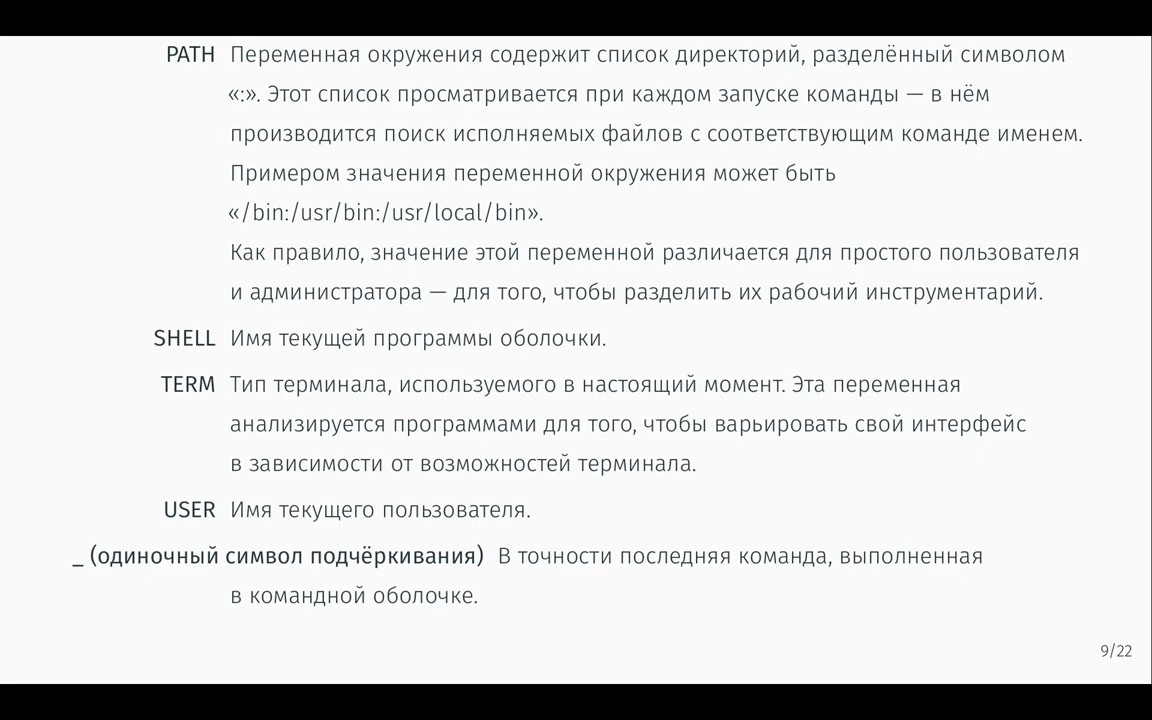 PATH Переменная окружения содержит список директорий, разделённый символом
«:». Этот список просматривается при каждом запуске команды — в нём
производится поиск исполняемых файлов с соответствующим команде именем.
Примером значения переменной окружения может быть
«/bin:/usr/bin:/usr/local/bin».
Как правило, значение этой переменной различается для простого пользователя
и администратора — для того, чтобы разделить их рабочий инструментарий.
SHELL Имя текущей программы оболочки.
TERM Тип терминала, используемого в настоящий момент. Эта переменная
анализируется программами для того, чтобы варьировать свой интерфейс
в зависимости от возможностей терминала.
USER Имя текущего пользователя.
_ (одиночный символ подчёркивания) В точности последняя команда, выполненная
в командной оболочке.
9/22